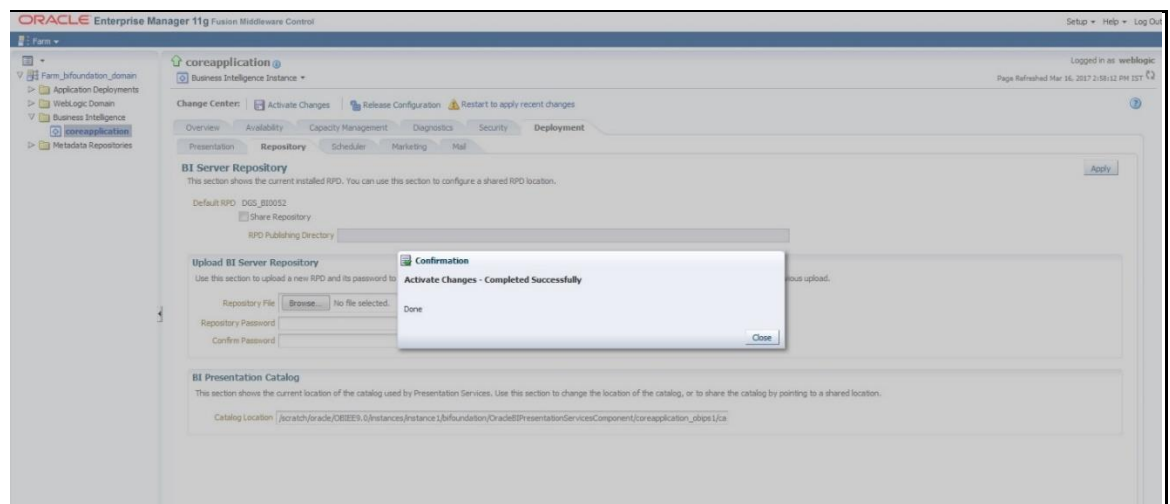 ORACLE Enterprise Manager 11g Fusion Middleware Control
Setup Help Log Out
Farm
coreapplication
Logged in as weblogic
Business Intelligence Instance
Page Refreshed Mar 16, 2017 2:58:12 PM IST
Farm_bifoundation_domain
Application Deployments
WebLogic Domain
Business Intelligence
coreapplication
Metadata Repositories
Change Center: Activate Changes Release Configuration Restart to apply recent changes
Overview Availability Capacity Management Diagnostics Security Deployment
Presentation Repository Scheduler Marketing Mail
BI Server Repository
Apply
This section shows the current installed RPD. You can use this section to configure a shared RPD location.
Default RPD DGS_BI0052
Share Repository
RPD Publishing Directory
Upload BI Server Repository
Use this section to upload a new RPD and its password to
vious upload.
Repository File Browse... No file selected.
Repository Password
Confirm Password
Confirmation
Activate Changes - Completed Successfully
Done
Close
BI Presentation Catalog
This section shows the current location of the catalog used by Presentation Services. Use this section to change the location of the catalog, or to share the catalog by pointing to a shared location.
Catalog Location /scratch/oracle/OBIEE9.0/instances/instance1/bifoundation/OracleBIPresentationServicesComponent/coreapplication_obips1/ca